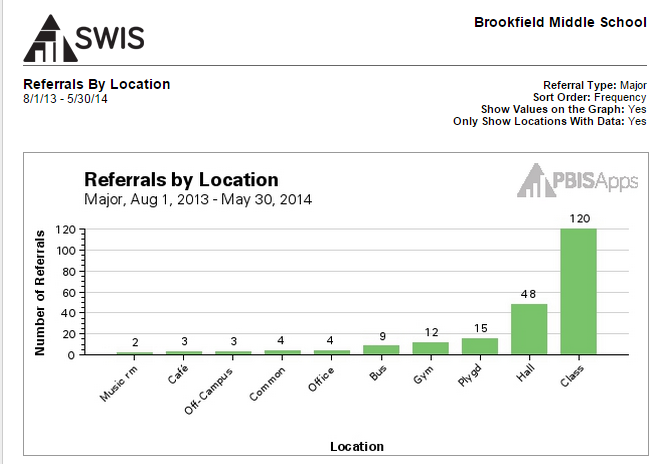 SWIS
Brookfield Middle School
Referrals By Location
8/1/13 - 5/30/14
Referral Type: Major
Sort Order: Frequency
Show Values on the Graph: Yes
Only Show Locations With Data: Yes
Referrals by Location
Major, Aug 1, 2013 - May 30, 2014
PBISApps
Number of Referrals
120
100
80
60
40
20
0
2
3
3
4
4
9
12
15
48
120
Music rm
Café
Off-Campus
Common
Office
Bus
Gym
Plygd
Hall
Class
Location